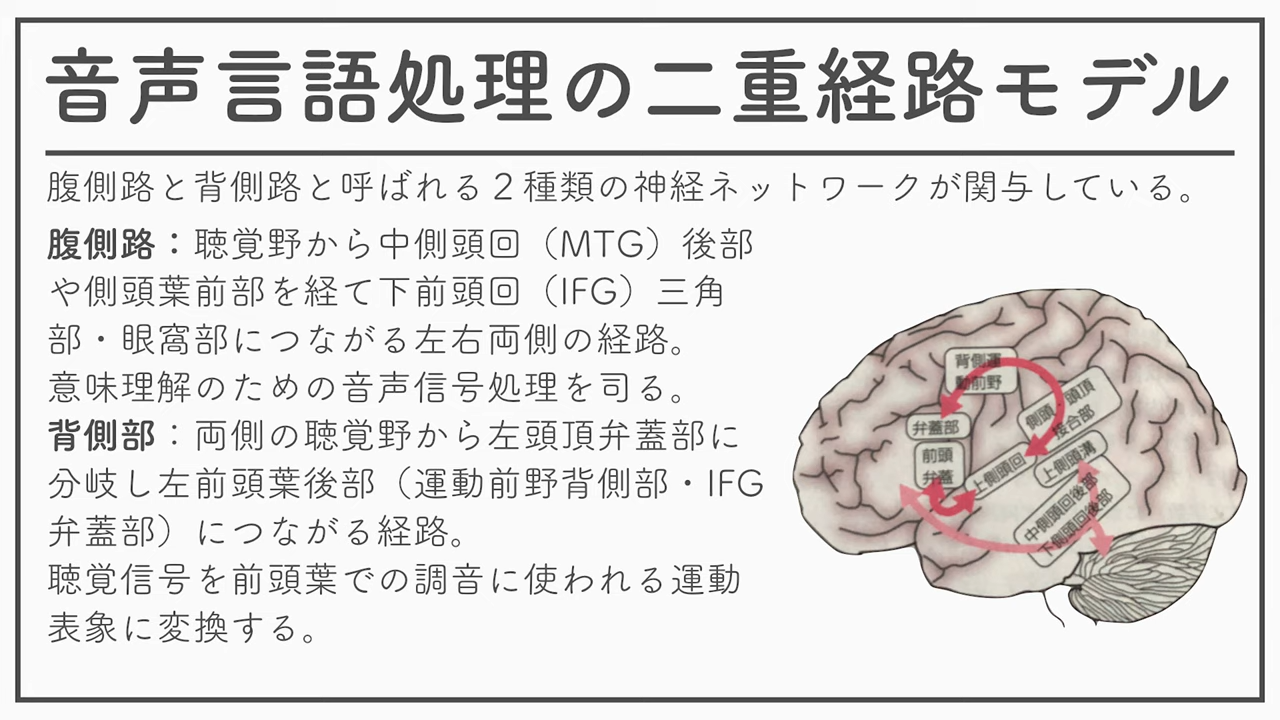 音声言語処理の二重経路モデル
腹側路と背側路と呼ばれる２種類の神経ネットワークが関与している。
腹側路：聴覚野から中側頭回（MTG）後部
や側頭葉前部を経て下前頭回（IFG）三角
部・眼窩部につながる左右両側の経路。
意味理解のための音声信号処理を司る。
背側部：両側の聴覚野から左頭頂弁蓋部に
分岐し左前頭葉後部（運動前野背側部・IFG
弁蓋部）につながる経路。
聴覚信号を前頭葉での調音に使われる運動
表象に変換する。
背側運
動前野
側頭・頭頂
接合部
弁蓋部
前頭
弁蓋
上側頭回
上側頭溝
中側頭回後部
下側頭回後部